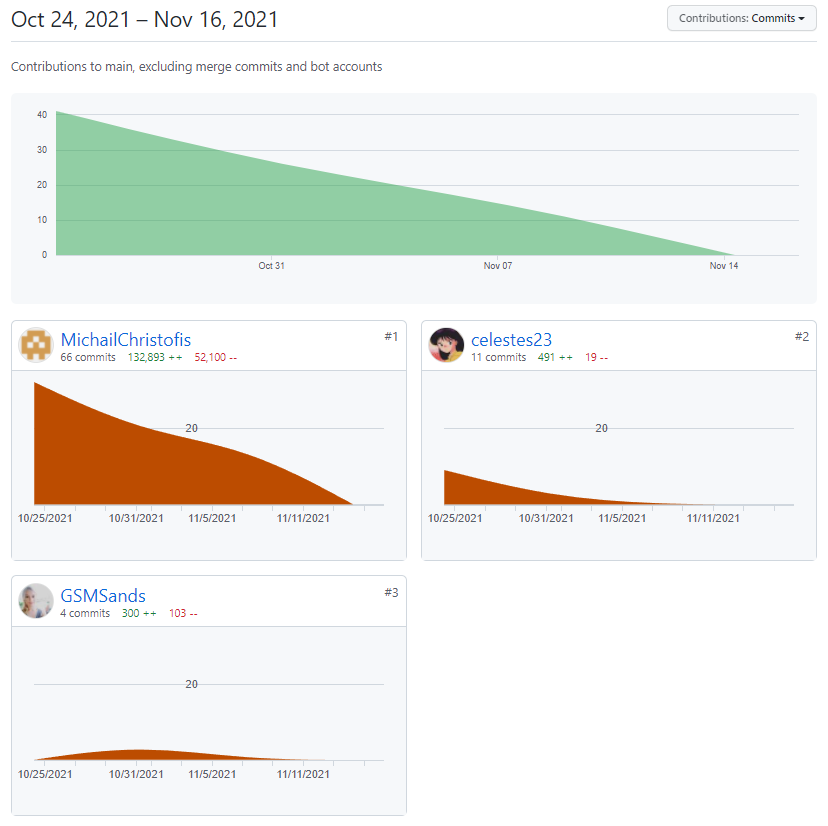 Oct 24, 2021 – Nov 16, 2021
Contributions: Commits
Contributions to main, excluding merge commits and bot accounts
40
30
20
10
0
Oct 31 Nov 07 Nov 14
MichailChristofis #1
66 commits 132,893 ++ 52,100 --
20
10/25/2021 10/31/2021 11/5/2021 11/11/2021
celestes23 #2
11 commits 491 ++ 19 --
20
10/25/2021 10/31/2021 11/5/2021 11/11/2021
GSMSands #3
4 commits 300 ++ 103 --
20
10/25/2021 10/31/2021 11/5/2021 11/11/2021